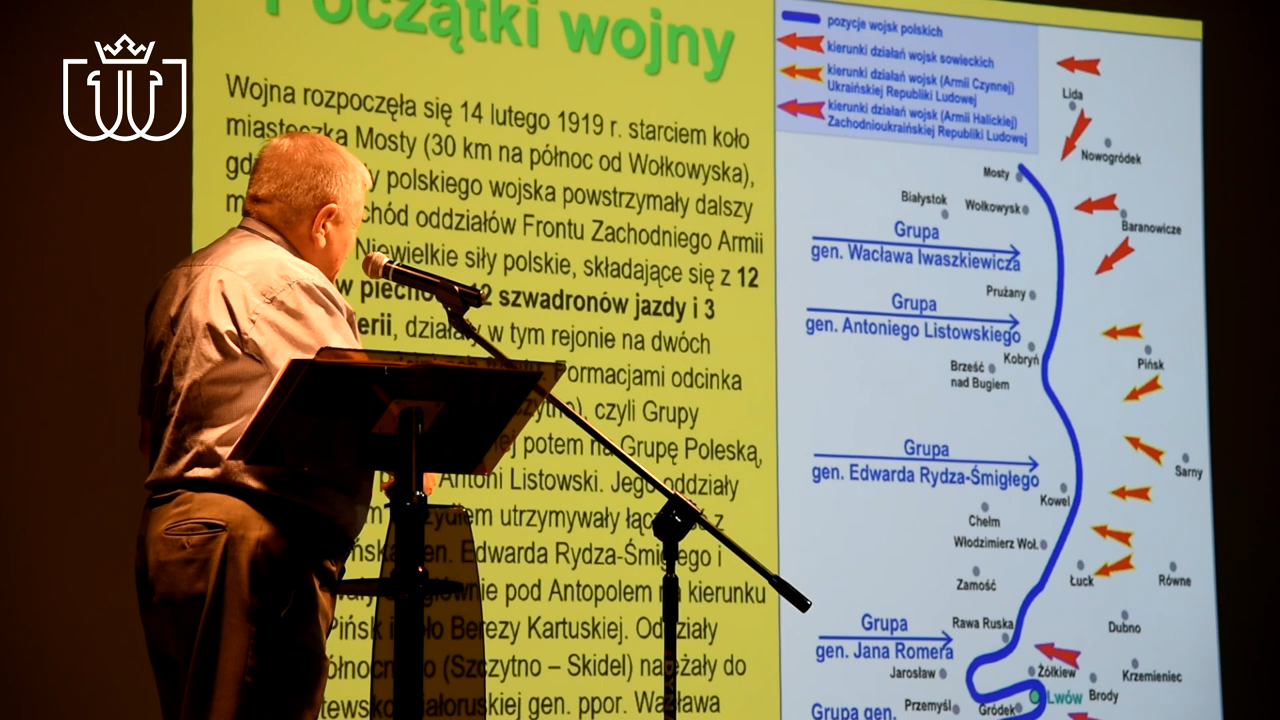 Początki wojny
Wojna rozpoczęła się 14 lutego 1919 r. starciem koło
miasteczka Mosty (30 km na północ od Wołkowyska),
polskiego wojska powstrzymały dalszy
oddziałów Frontu Zachodniego Armii
Niewielkie siły polskie, składające się z 12
szwadronów jazdy i 3
działały w tym rejonie na dwóch
Formacjami odcinka
czyli Grupy
potem na Grupę Poleską,
Antoni Listowski. Jego oddziały
utrzymywały łączność z
gen. Edwarda Rydza-Śmigłego i
pod Antopolem na kierunku
Pińsk i koło Berezy Kartuskiej. Oddziały
(Szczytno – Skidel) należały do
gen. ppor. Wacława
pozycje wojsk polskich
kierunki działań wojsk sowieckich
kierunki działań wojsk (Armii Czynnej)
Ukraińskiej Republiki Ludowej
kierunki działań wojsk (Armii Halickiej)
Zachodnioukraińskiej Republiki Ludowej
Lida
Nowogródek
Mosty
Białystok
Wołkowysk
Baranowicze
Grupa
gen. Wacława Iwaszkiewicza
Prużany
Grupa
gen. Antoniego Listowskiego
Kobryń
Brześć
nad Bugiem
Pińsk
Grupa
gen. Edwarda Rydza-Śmigłego
Sarny
Kowel
Chełm
Włodzimierz Woł.
Zamość
Łuck
Równe
Rawa Ruska
Dubno
Grupa
gen. Jana Romera
Jarosław
Żółkiew
Krzemieniec
Lwów
Brody
Przemyśl
Gródek
Grupa gen.